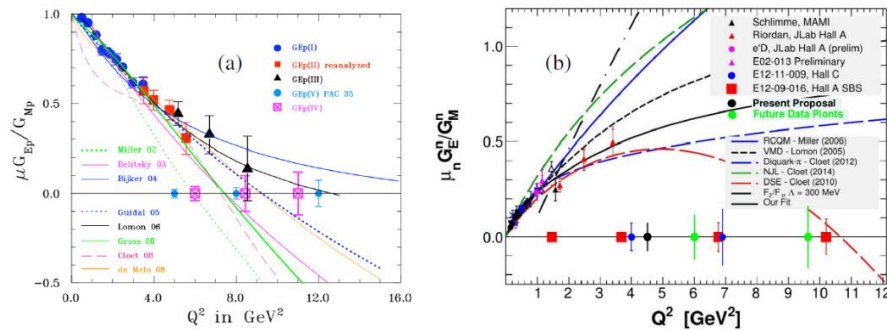 (a)
GEp(I)
GEp(II) reanalyzed
GEp(III)
GEp(V) PAC 35
GEp(IV)
μG_Ep/G_Mp
1.0
0.5
0.0
−0.5
Miller 02
Belitsky 03
Bijker 04
Guidal 05
Lomon 06
Gross 08
Cloet 08
de Melo 08
0.0 4.0 8.0 12.0 16.0
Q² in GeV²
(b)
Schlimme, MAMI
Riordan, JLab Hall A
e'D, JLab Hall A (prelim)
E02-013 Preliminary
E12-11-009, Hall C
E12-09-016, Hall A SBS
Present Proposal
Future Data Pionts
μₙGⁿ_E/Gⁿ_M
1.0
0.5
0.0
RCQM - Miller (2006)
VMD - Lomon (2005)
Diquark-π - Cloet (2012)
NJL - Cloet (2014)
DSE - Cloet (2010)
F₂/F₁, Λ = 300 MeV
Our Fit
1 2 3 4 5 6 7 8 9 10 11 12
Q² [GeV²]